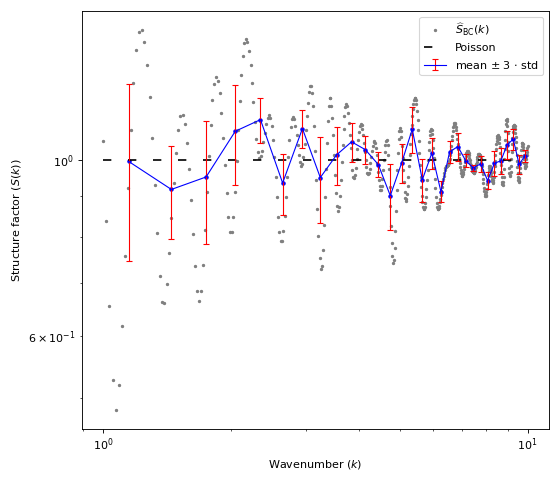 Ŝ_BC(k)
Poisson
mean ± 3 · std
Structure factor (S(k))
10⁰
6 × 10⁻¹
10⁰
10¹
Wavenumber (k)